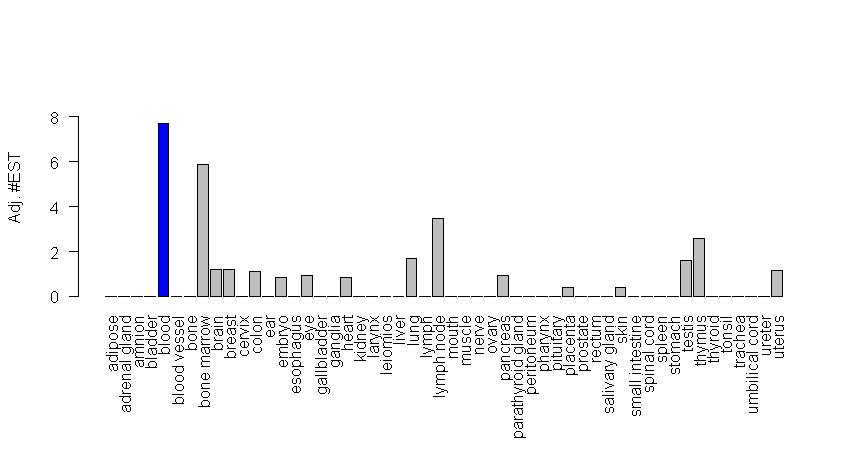 Adj. #EST
8
6
4
2
0
adipose
adrenal gland
amnion
bladder
blood
blood vessel
bone
bone marrow
brain
breast
cervix
colon
ear
embryo
esophagus
eye
gallbladder
ganglia
heart
kidney
larynx
leiomios
liver
lung
lymph
lymph node
mouth
muscle
nerve
ovary
pancreas
parathyroid gland
peritoneum
pharynx
pituitary
placenta
prostate
rectum
salivary gland
skin
small intestine
spinal cord
spleen
stomach
testis
thymus
thyroid
tonsil
trachea
umbilical cord
ureter
uterus